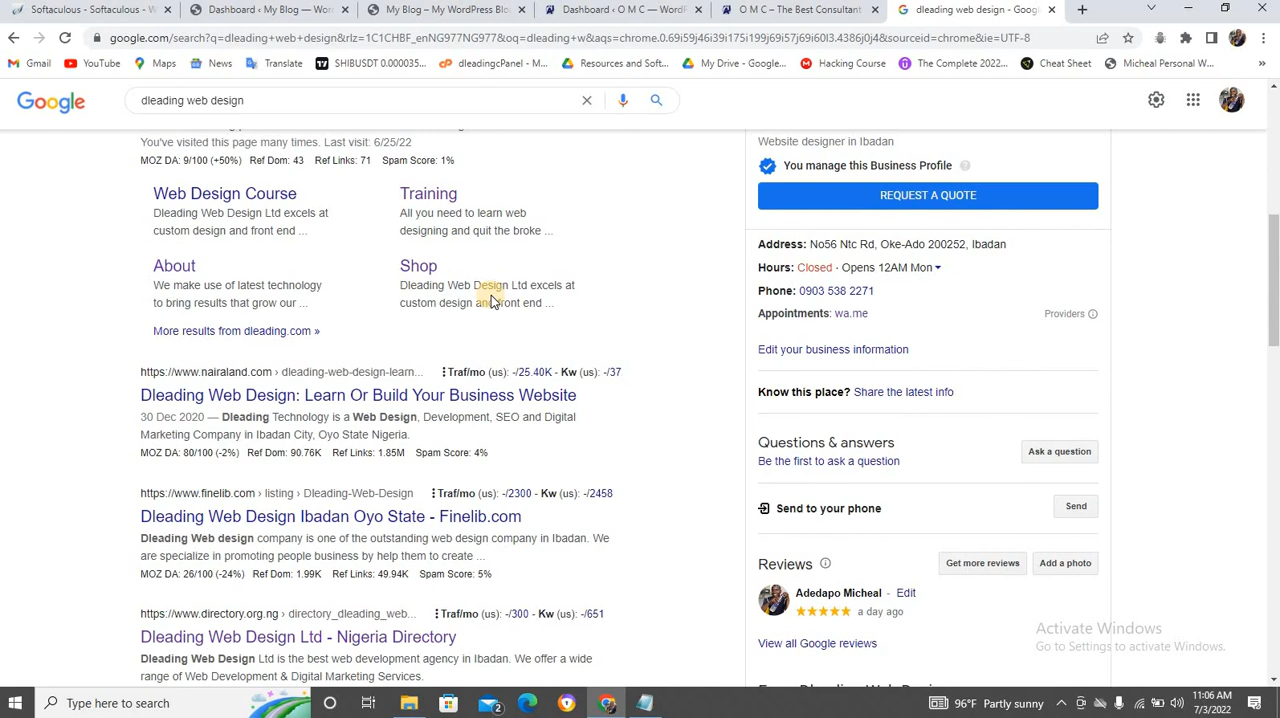 Softaculous - W
Dashboard ‹ My Blog — Wor
My Blog – My WordPress Blog
Dashboard ‹ O M C — WordP
O M C – The Best Consultant
dleading web design - Goog
google.com/search?q=dleading+web+design&rlz=1C1CHBF_enNG977NG977&oq=dleading+w&aqs=chrome.0.69i59j46i39i175i199j69i57j69i60l3.4386j0j4&sourceid=chrome&ie=UTF-8
Gmail YouTube Maps News Translate SHIBUSDT 0.000035... dleadingcPanel - M... Resources and Soft... My Drive - Google... Hacking Course The Complete 2022... Cheat Sheet Micheal Personal W... »
Google
dleading web design
You've visited this page many times. Last visit: 6/25/22
MOZ DA: 9/100 (+50%) Ref Dom: 43 Ref Links: 71 Spam Score: 1%
Web Design Course
Dleading Web Design Ltd excels at
custom design and front end ...
Training
All you need to learn web
designing and quit the broke ...
About
We make use of latest technology
to bring results that grow our ...
Shop
Dleading Web Design Ltd excels at
custom design and front end ...
More results from dleading.com »
https://www.nairaland.com › dleading-web-design-learn... Traf/mo (us): -/25.40K - Kw (us): -/37
Dleading Web Design: Learn Or Build Your Business Website
30 Dec 2020 — Dleading Technology is a Web Design, Development, SEO and Digital
Marketing Company in Ibadan City, Oyo State Nigeria.
MOZ DA: 80/100 (-2%) Ref Dom: 90.76K Ref Links: 1.85M Spam Score: 4%
https://www.finelib.com › listing › Dleading-Web-Design Traf/mo (us): -/2300 - Kw (us): -/2458
Dleading Web Design Ibadan Oyo State - Finelib.com
Dleading Web design company is one of the outstanding web design company in Ibadan. We
are specialize in promoting people business by help them to create ...
MOZ DA: 26/100 (-24%) Ref Dom: 1.99K Ref Links: 49.94K Spam Score: 5%
https://www.directory.org.ng › directory_dleading_web... Traf/mo (us): -/300 - Kw (us): -/651
Dleading Web Design Ltd - Nigeria Directory
Dleading Web Design Ltd is the best web development agency in Ibadan. We offer a wide
range of Web Development & Digital Marketing Services.
Website designer in Ibadan
You manage this Business Profile
REQUEST A QUOTE
Address: No56 Ntc Rd, Oke-Ado 200252, Ibadan
Hours: Closed · Opens 12AM Mon
Phone: 0903 538 2271
Appointments: wa.me
Providers
Edit your business information
Know this place? Share the latest info
Questions & answers
Be the first to ask a question
Ask a question
Send to your phone
Send
Reviews
Get more reviews
Add a photo
Adedapo Micheal - Edit
a day ago
View all Google reviews
Activate Windows
Go to Settings to activate Windows.
Type here to search
2
96°F Partly sunny
11:06 AM
7/3/2022